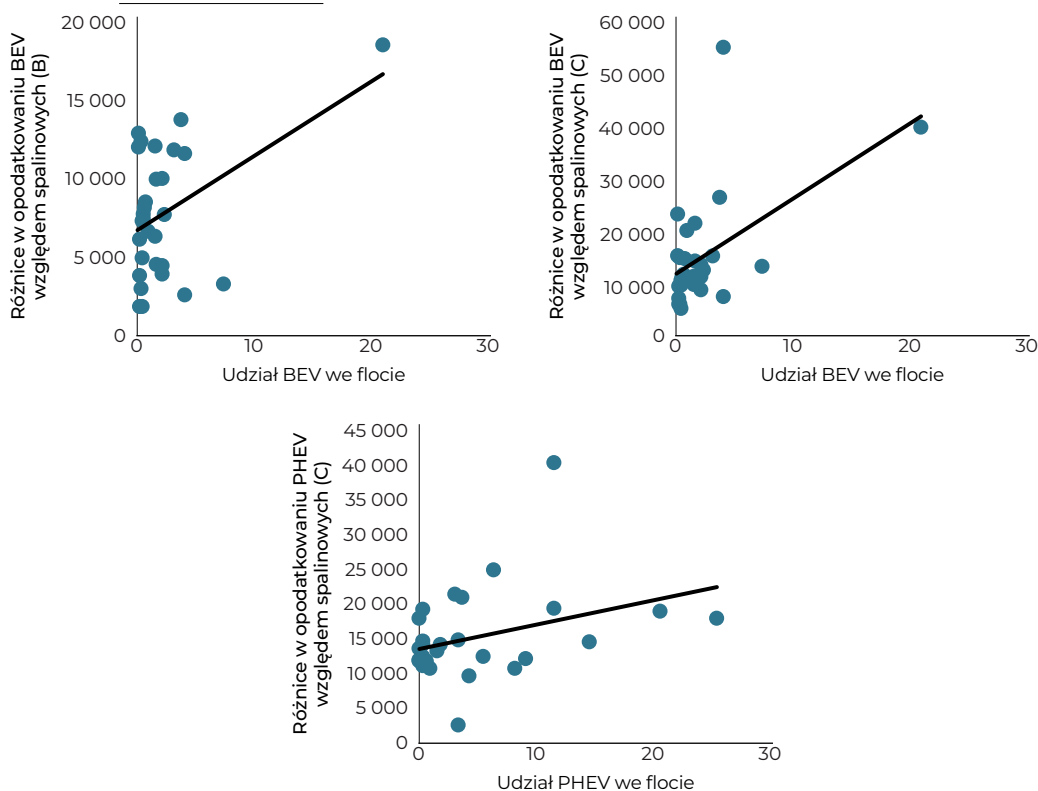 Różnice w opodatkowaniu BEV
względem spalinowych (B)
20 000
15 000
10 000
5 000
0
0 10 20 30
Udział BEV we flocie
Różnice w opodatkowaniu BEV
względem spalinowych (C)
60 000
50 000
40 000
30 000
20 000
10 000
0
0 10 20 30
Udział BEV we flocie
Różnice w opodatkowaniu PHEV
względem spalinowych (C)
45 000
40 000
35 000
30 000
25 000
20 000
15 000
10 000
5 000
0
0 10 20 30
Udział PHEV we flocie